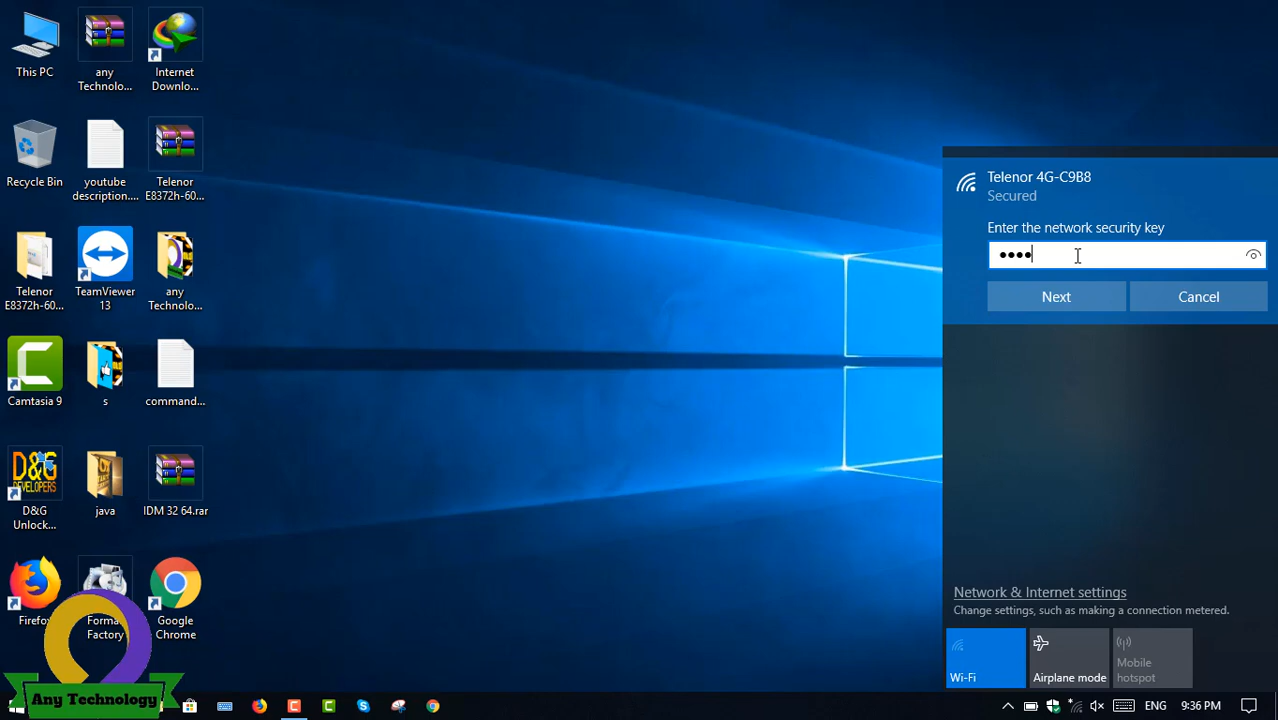 This PC
any
Technolo...
Internet
Downlo...
Recycle Bin
youtube
description....
Telenor
E8372h-60...
Telenor
E8372h-60...
TeamViewer
13
any
Technolo...
Camtasia 9
s
command...
D&G
DEVELOPERS
D&G
Unlock...
java
IDM 32 64.rar
Firefox
Format
Factory
Google
Chrome
Any Technology
Telenor 4G-C9B8
Secured
Enter the network security key
••••
Next
Cancel
Network & Internet settings
Change settings, such as making a connection metered.
Wi-Fi
Airplane mode
Mobile
hotspot
ENG
9:36 PM